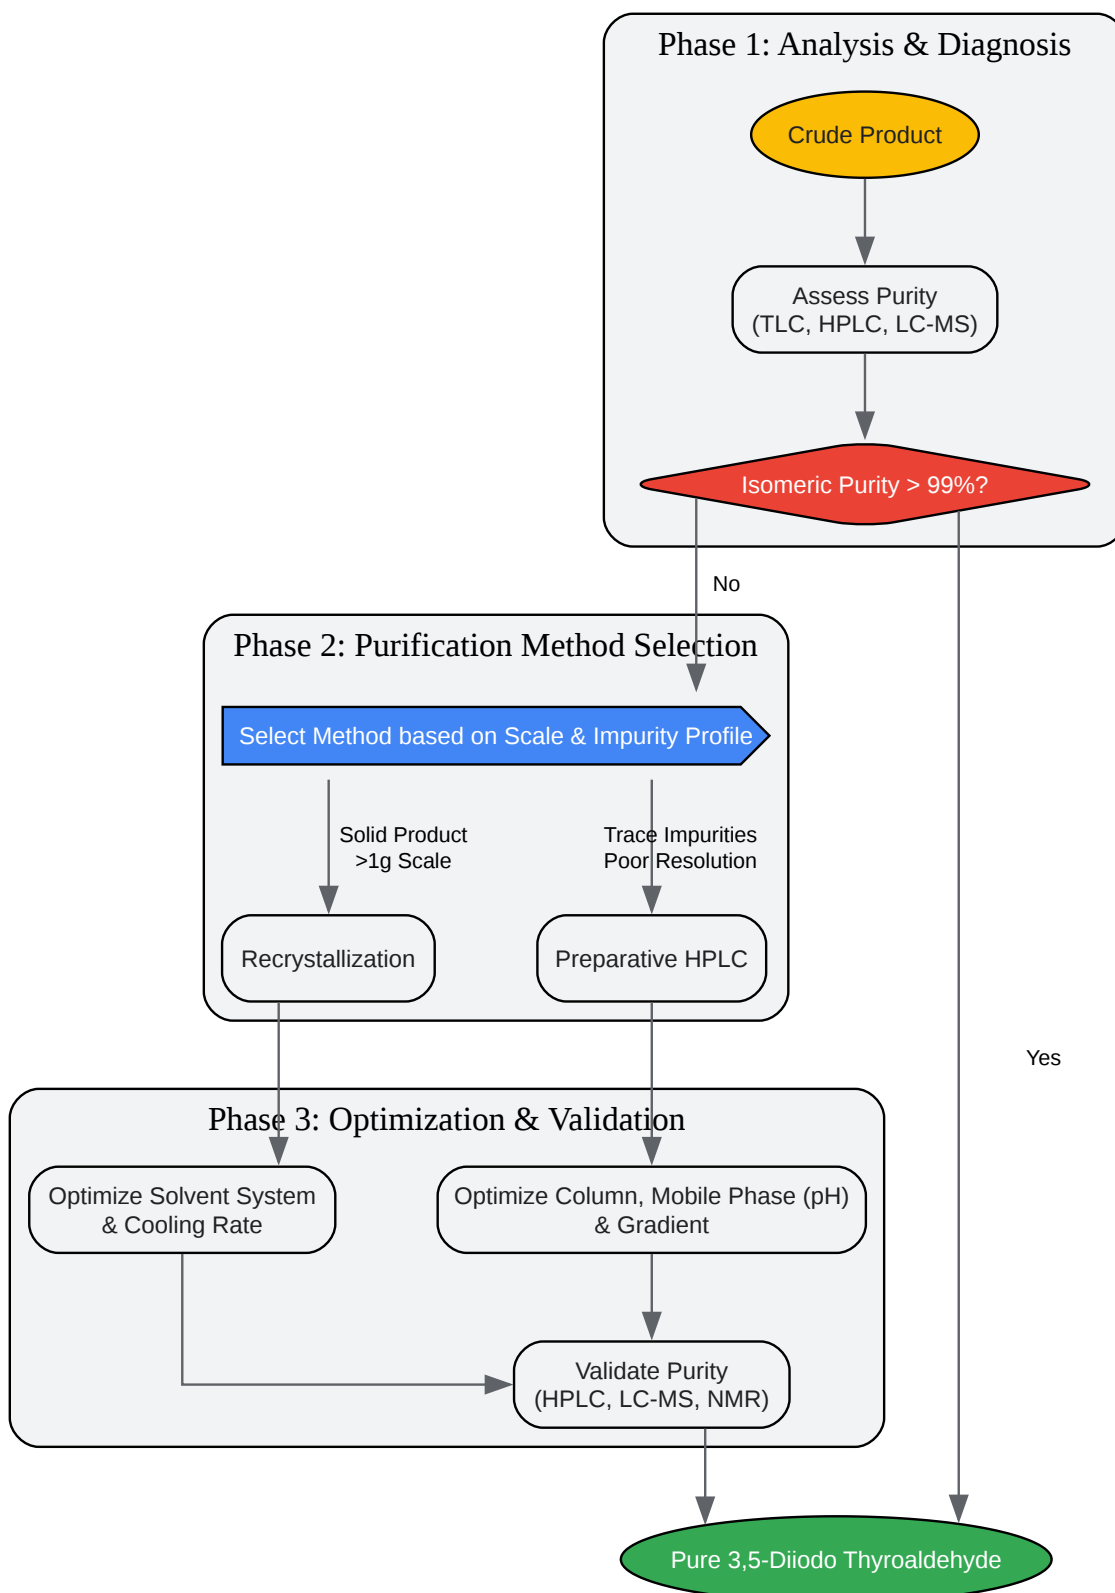 Phase 1: Analysis & Diagnosis
Crude Product
Assess Purity
(TLC, HPLC, LC-MS)
Isomeric Purity > 99%?
No
Phase 2: Purification Method Selection
Select Method based on Scale & Impurity Profile
Solid Product
>1g Scale
Trace Impurities
Poor Resolution
Recrystallization
Preparative HPLC
Yes
Phase 3: Optimization & Validation
Optimize Solvent System
& Cooling Rate
Optimize Column, Mobile Phase (pH)
& Gradient
Validate Purity
(HPLC, LC-MS, NMR)
Pure 3,5-Diiodo Thyroaldehyde